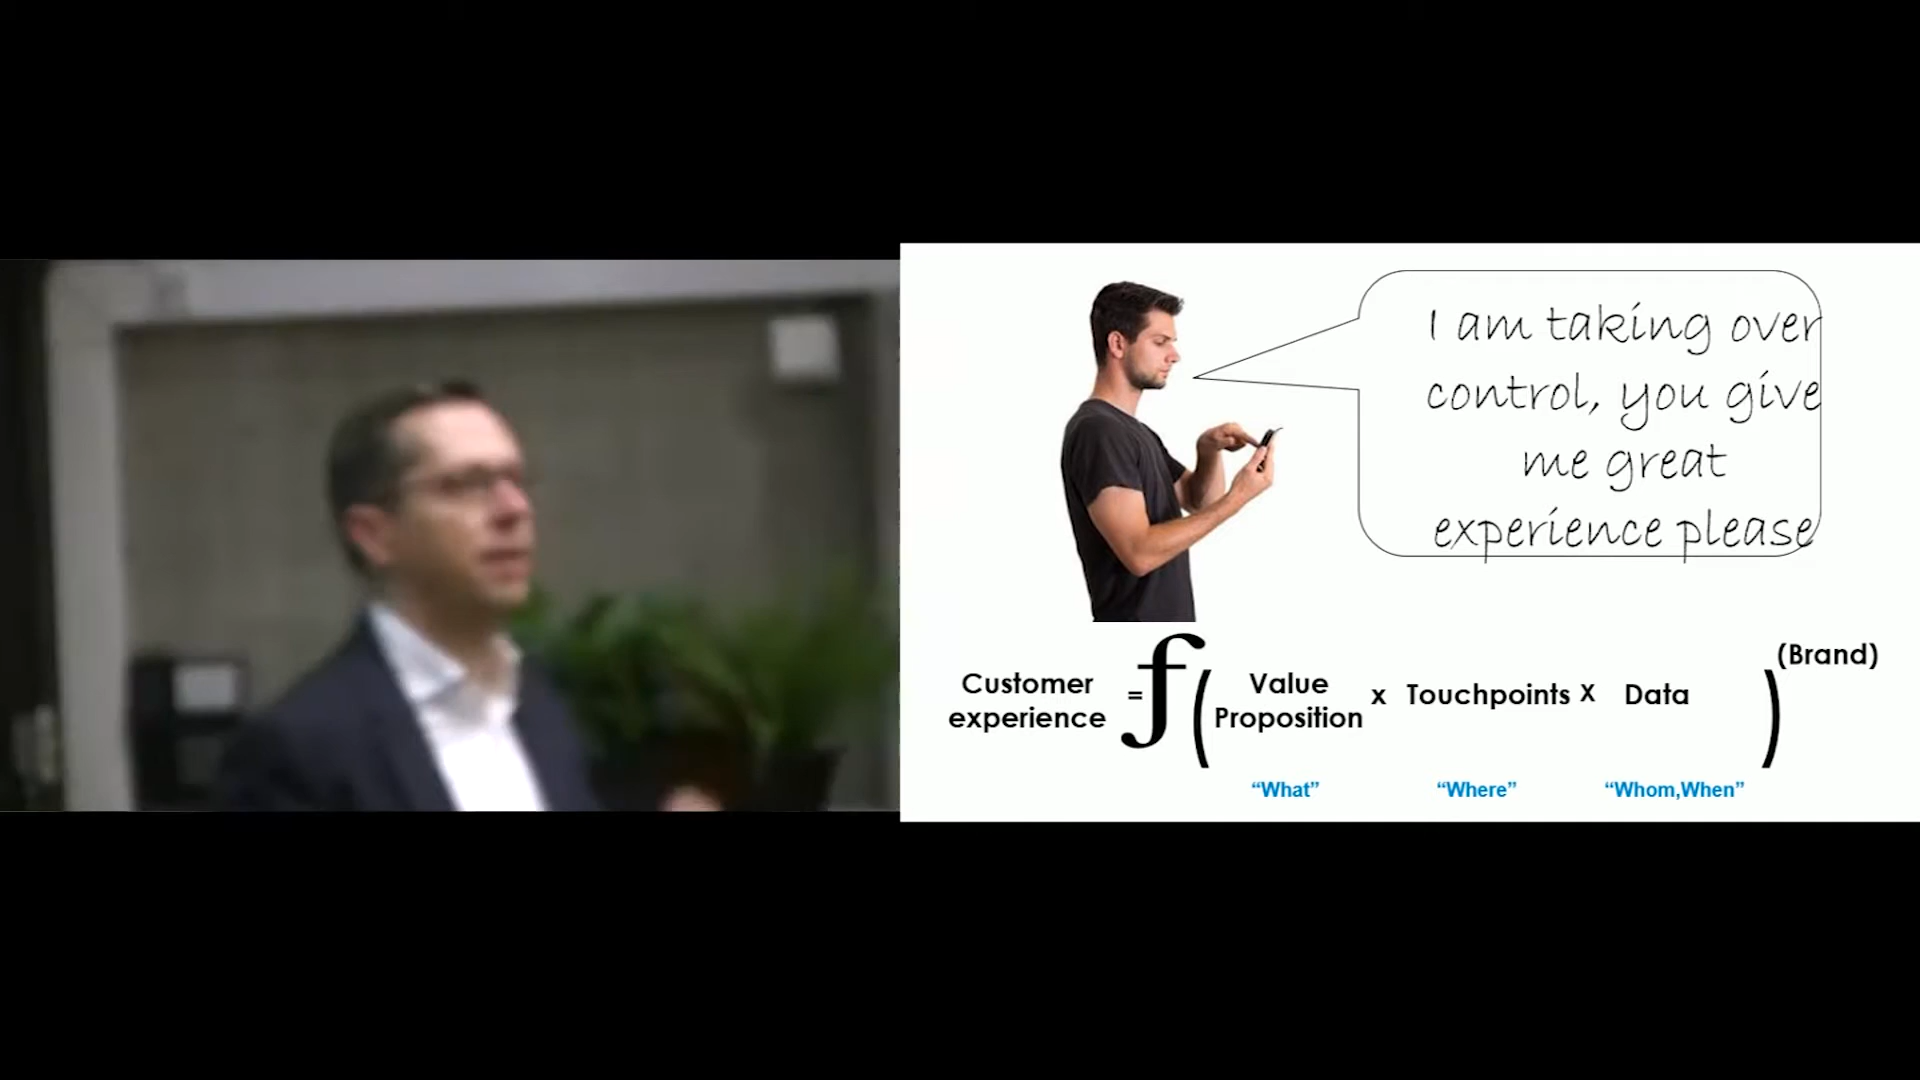 I am taking over
control, you give
me great
experience please
(Brand)
Customer
experience
=
f
(
Value
Proposition
x
Touchpoints
x
Data
)
“What”
“Where”
“Whom,When”